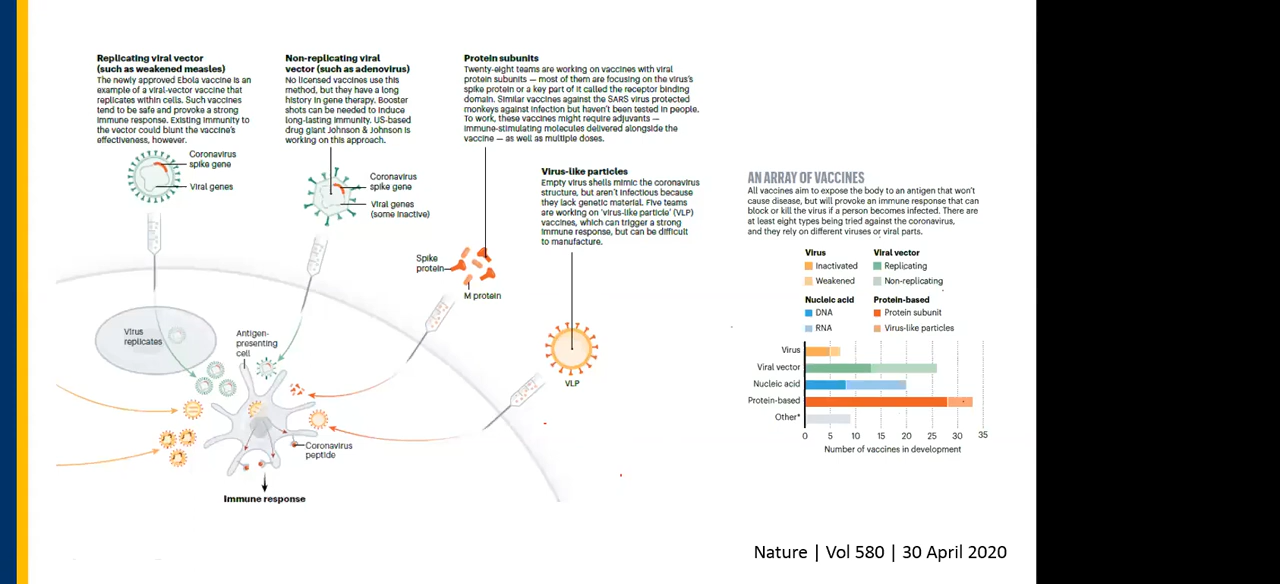 Replicating viral vector
(such as weakened measles)
The newly approved Ebola vaccine is an
example of a viral-vector vaccine that
replicates within cells. Such vaccines
tend to be safe and provoke a strong
immune response. Existing immunity to
the vector could blunt the vaccine's
effectiveness, however.
Coronavirus
spike gene
Viral genes
Non-replicating viral
vector (such as adenovirus)
No licensed vaccines use this
method, but they have a long
history in gene therapy. Booster
shots can be needed to induce
long-lasting immunity. US-based
drug giant Johnson & Johnson is
working on this approach.
Coronavirus
spike gene
Viral genes
(some inactive)
Protein subunits
Twenty-eight teams are working on vaccines with viral
protein subunits — most of them are focusing on the virus's
spike protein or a key part of it called the receptor binding
domain. Similar vaccines against the SARS virus protected
monkeys against infection but haven't been tested in people.
To work, these vaccines might require adjuvants —
immune-stimulating molecules delivered alongside the
vaccine — as well as multiple doses.
Virus-like particles
Empty virus shells mimic the coronavirus
structure, but aren't infectious because
they lack genetic material. Five teams
are working on 'virus-like particle' (VLP)
vaccines, which can trigger a strong
immune response, but can be difficult
to manufacture.
Spike
protein
M protein
VLP
Virus
replicates
Antigen-
presenting
cell
Coronavirus
peptide
Immune response
AN ARRAY OF VACCINES
All vaccines aim to expose the body to an antigen that won't
cause disease, but will provoke an immune response that can
block or kill the virus if a person becomes infected. There are
at least eight types being tried against the coronavirus,
and they rely on different viruses or viral parts.
Virus
Inactivated
Weakened
Viral vector
Replicating
Non-replicating
Nucleic acid
DNA
RNA
Protein-based
Protein subunit
Virus-like particles
Virus
Viral vector
Nucleic acid
Protein-based
Other*
0 5 10 15 20 25 30 35
Number of vaccines in development
Nature | Vol 580 | 30 April 2020